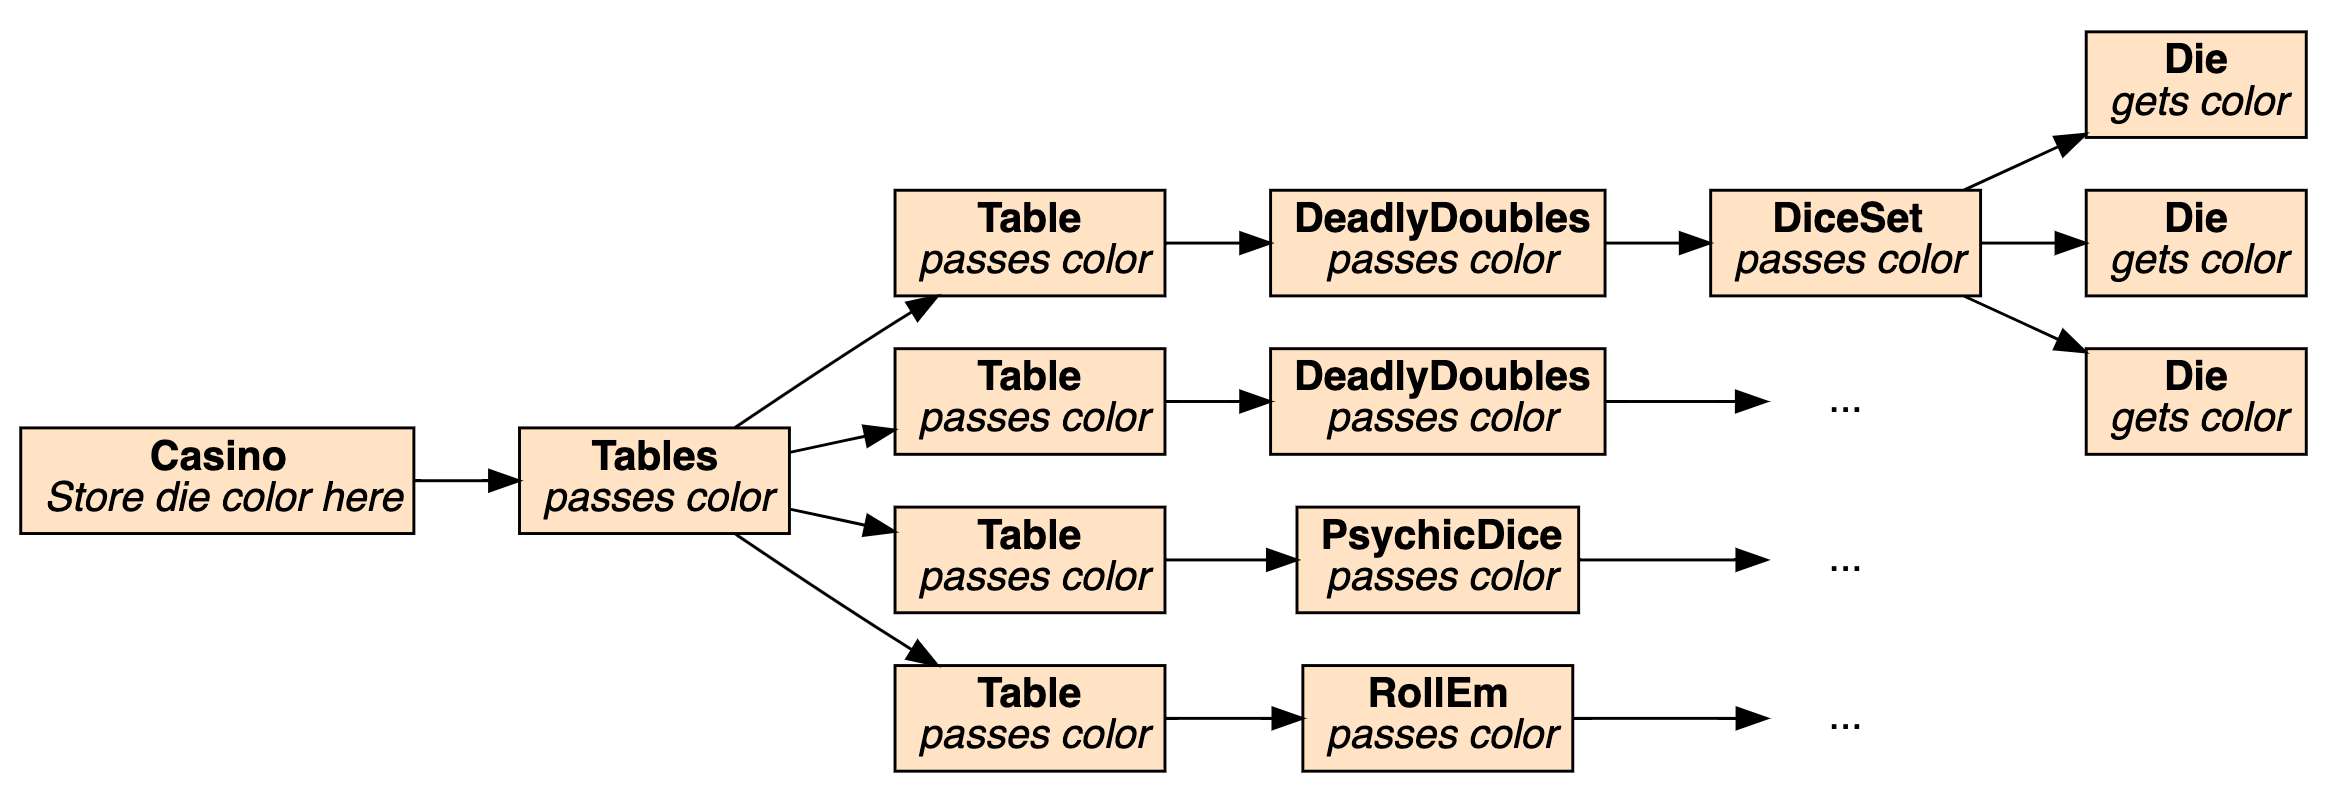 Die
gets color
Table
passes color
DeadlyDoubles
passes color
DiceSet
passes color
Die
gets color
Table
passes color
DeadlyDoubles
passes color
...
Die
gets color
Casino
Store die color here
Tables
passes color
Table
passes color
PsychicDice
passes color
...
Table
passes color
RollEm
passes color
...